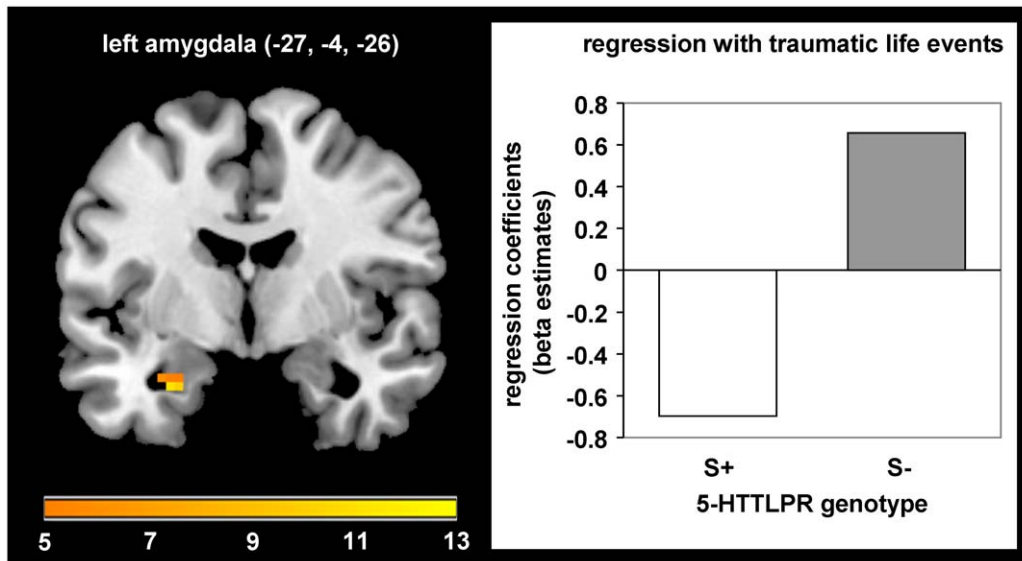 left amygdala (-27, -4, -26)
5 7 9 11 13
regression with traumatic life events
regression coefficients
(beta estimates)
0.8
0.6
0.4
0.2
0
-0.2
-0.4
-0.6
-0.8
S+ S-
5-HTTLPR genotype